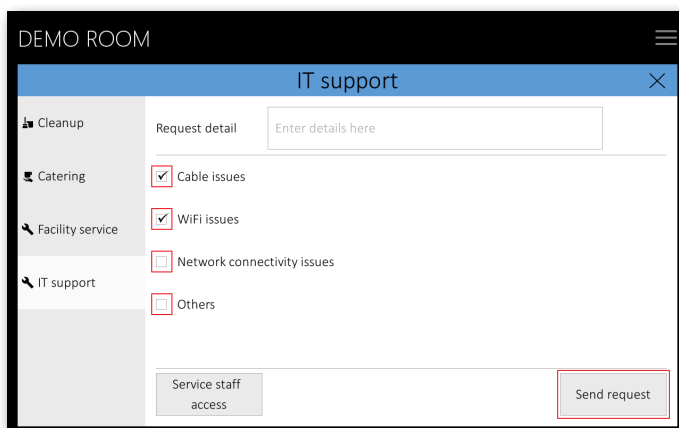 DEMO ROOM
IT support
Cleanup
Request detail
Enter details here
Catering
Cable issues
WiFi issues
Facility service
Network connectivity issues
IT support
Others
Service staff
access
Send request